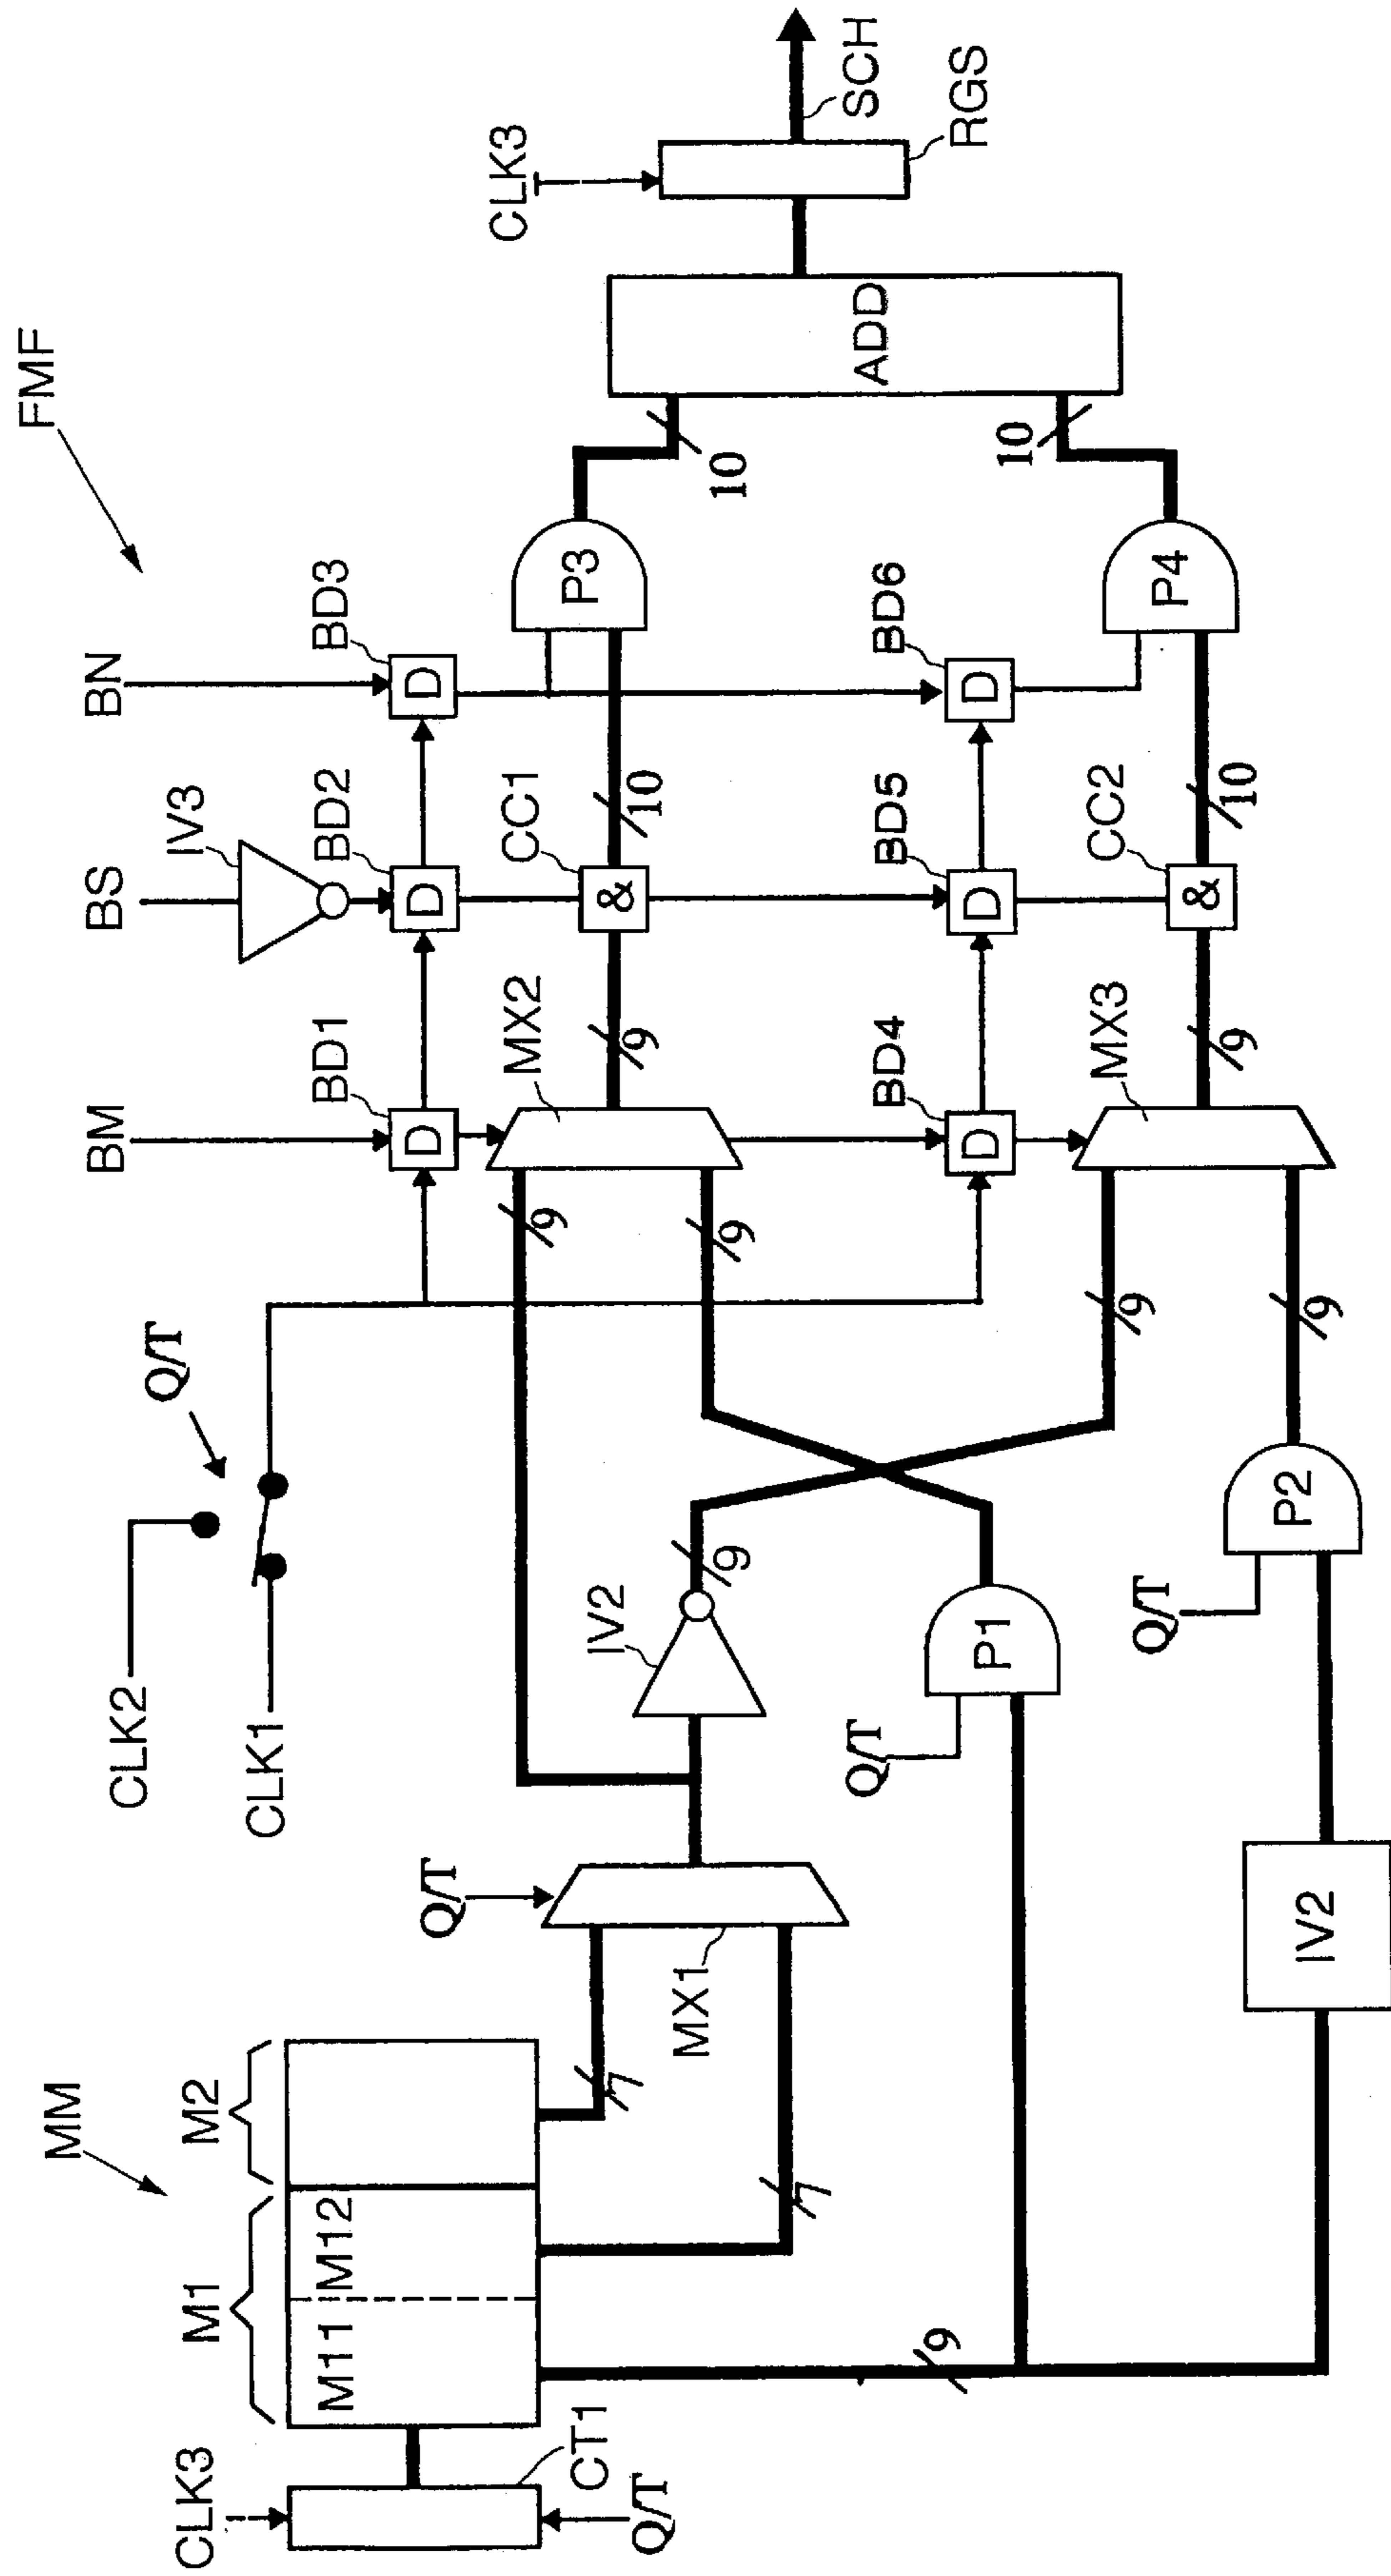 FMF
BM
BS
BN
IV3
BD1
BD2
BD3
D
D
D
Q/T
CLK2
CLK1
MX2
CC1
&
9
9
9
10
P3
10
CLK3
SCH
RGS
ADD
10
MM
M1
M2
M11
M12
CLK3
CT1
Q/T
7
7
9
Q/T
MX1
IV2
9
Q/T
P1
BD4
BD5
BD6
D
D
D
MX3
CC2
&
9
9
9
10
P4
Q/T
P2
IV2